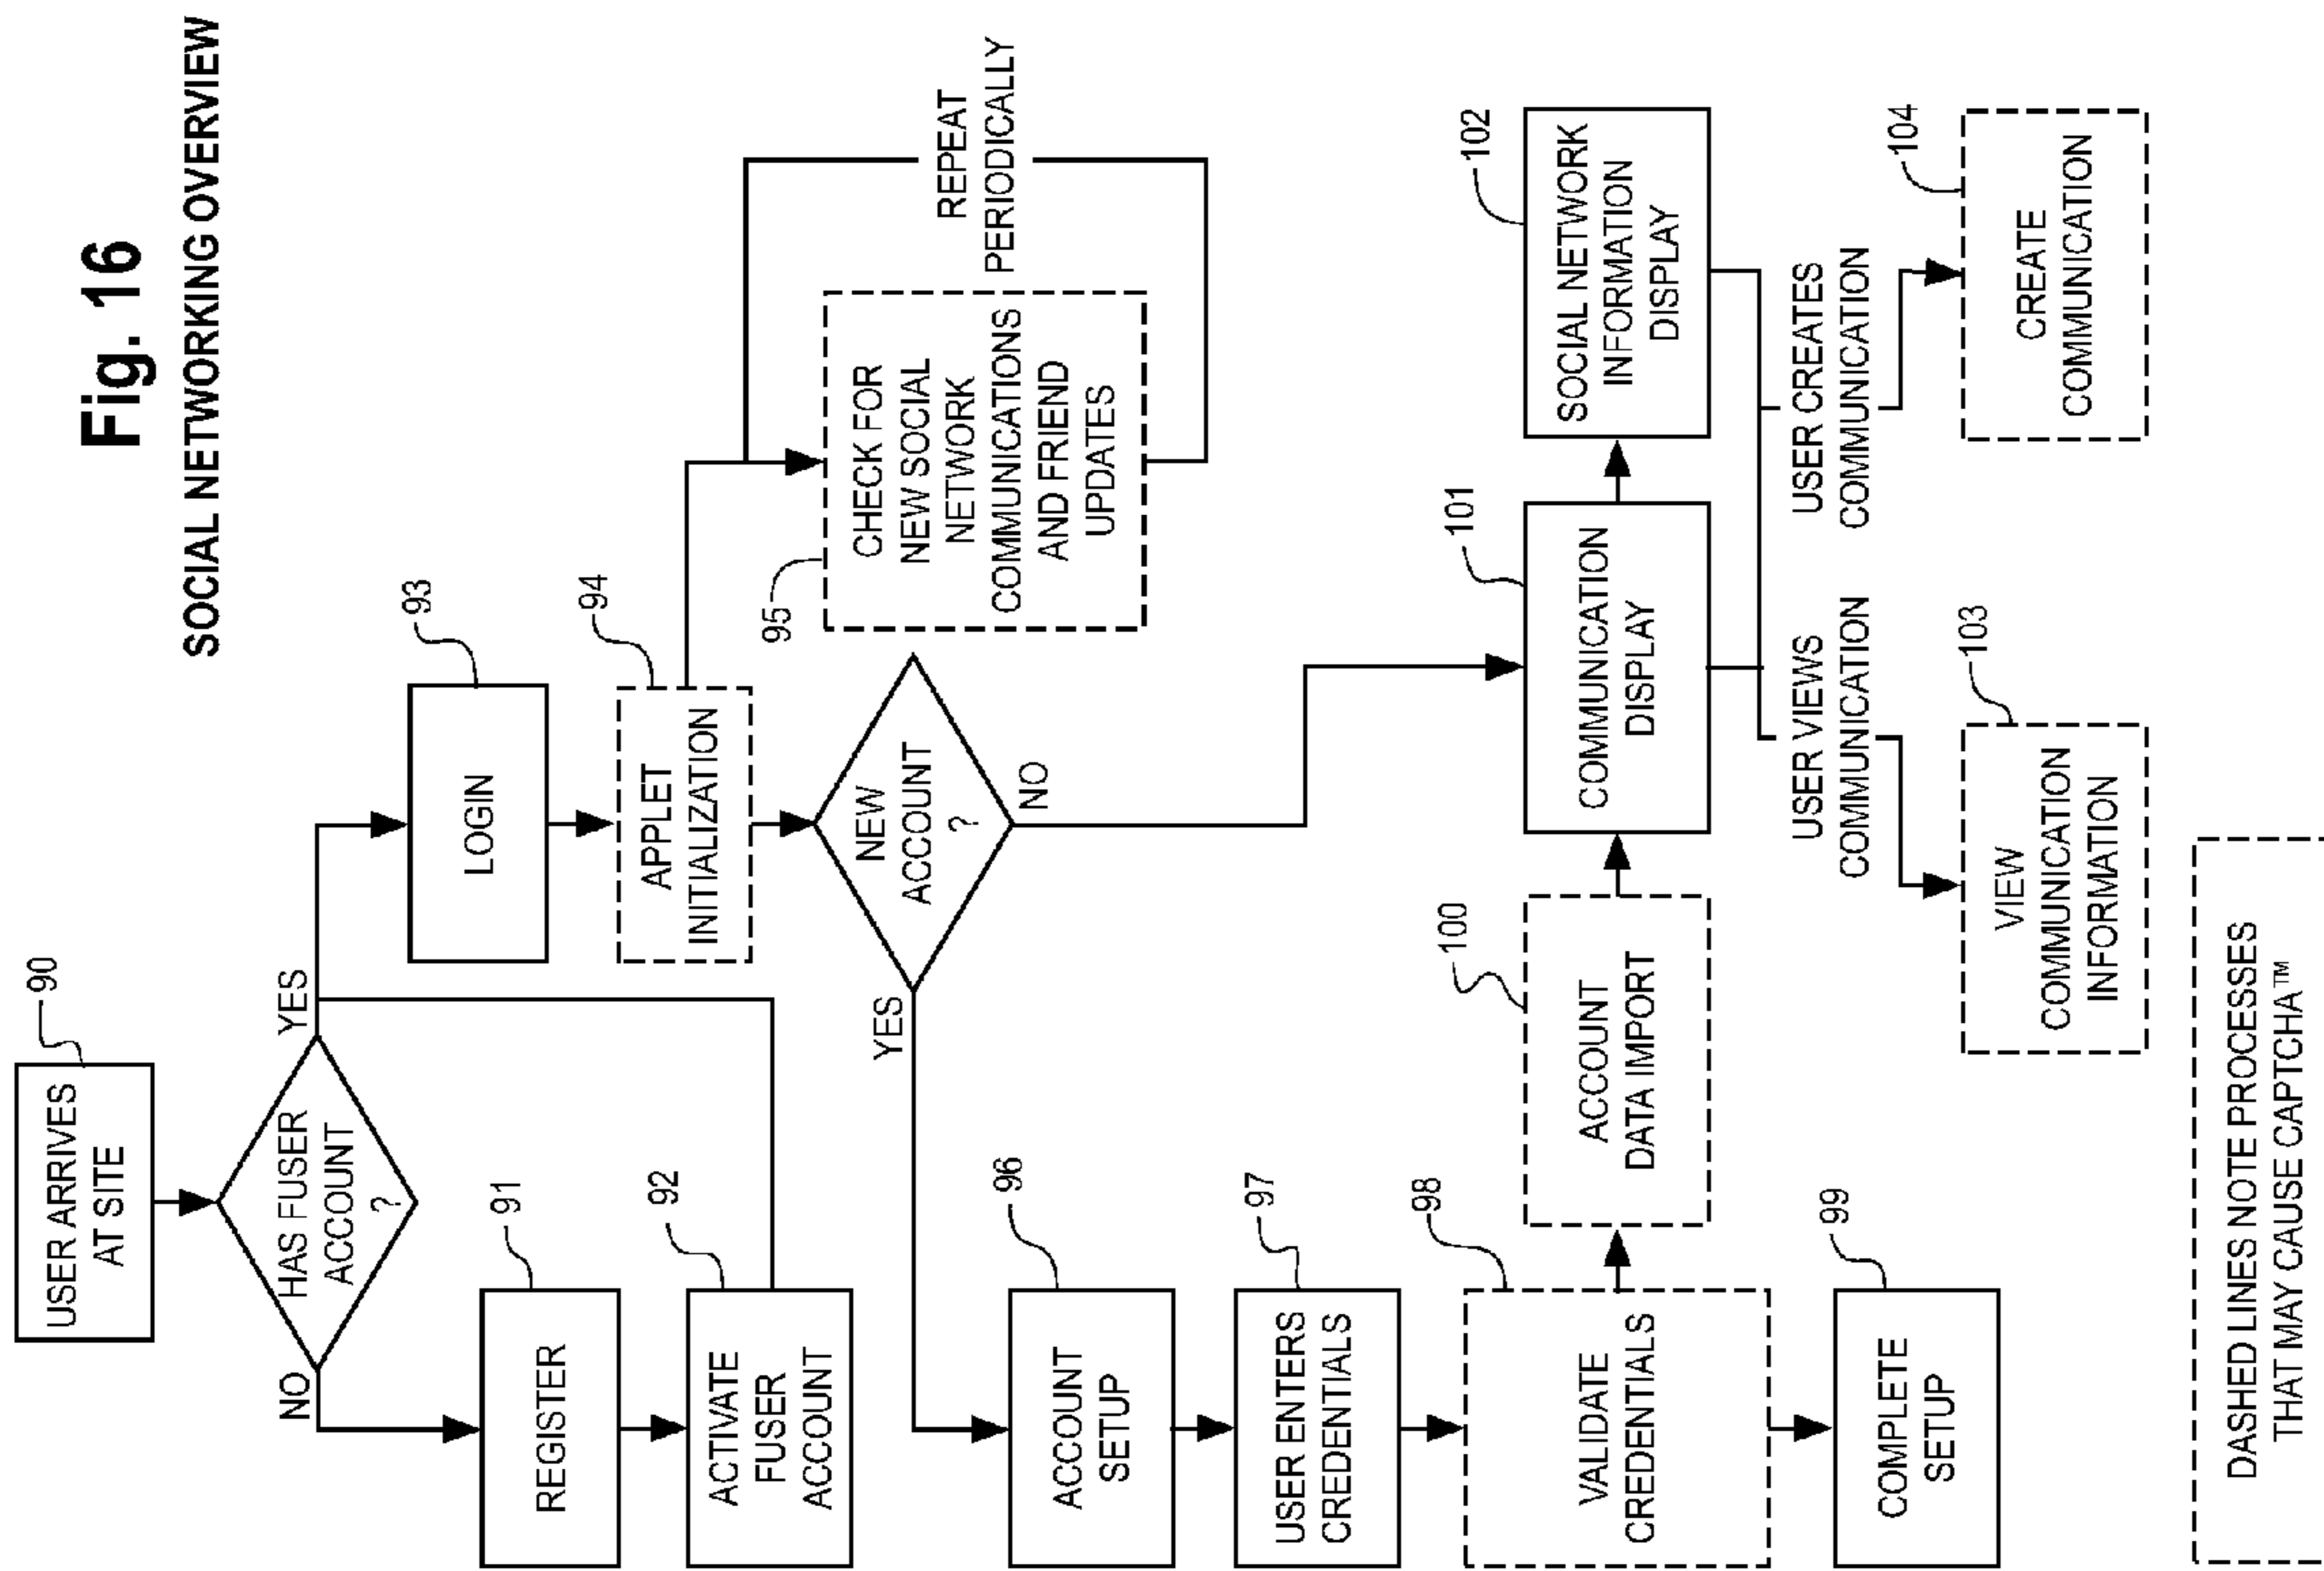 Fig. 16
SOCIAL NETWORKING OVERVIEW
90
USER ARRIVES
AT SITE
HAS FUSER
ACCOUNT
?
YES
NO
91
REGISTER
92
ACTIVATE
FUSER
ACCOUNT
93
LOGIN
94
APPLET
INITIALIZATION
95
CHECK FOR
NEW SOCIAL
NETWORK
COMMUNICATIONS
AND FRIEND
UPDATES
REPEAT
PERIODICALLY
NEW
ACCOUNT
?
YES
NO
96
ACCOUNT
SETUP
97
USER ENTERS
CREDENTIALS
98
VALIDATE
CREDENTIALS
99
COMPLETE
SETUP
100
ACCOUNT
DATA IMPORT
101
COMMUNICATION
DISPLAY
102
SOCIAL NETWORK
INFORMATION
DISPLAY
USER VIEWS
COMMUNICATION
USER CREATES
COMMUNICATION
103
VIEW
COMMUNICATION
INFORMATION
104
CREATE
COMMUNICATION
DASHED LINES NOTE PROCESSES
THAT MAY CAUSE CAPTCHA™